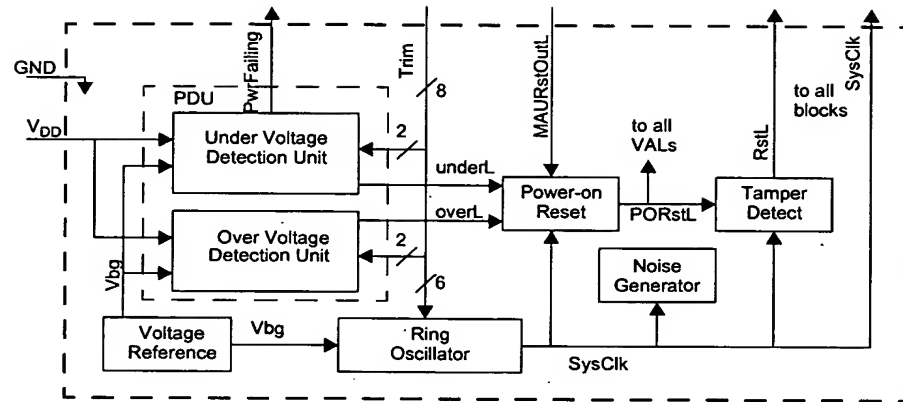 GND
PDU
PwrFailing
Trim
8
MAURstOutL
RstL
to all
blocks
SysClk
VDD
Under Voltage
Detection Unit
2
underL
to all
VALs
Power-on
Reset
PORstL
Tamper
Detect
overL
Over Voltage
Detection Unit
2
6
Vbg
Noise
Generator
Voltage
Reference
Vbg
Ring
Oscillator
SysClk